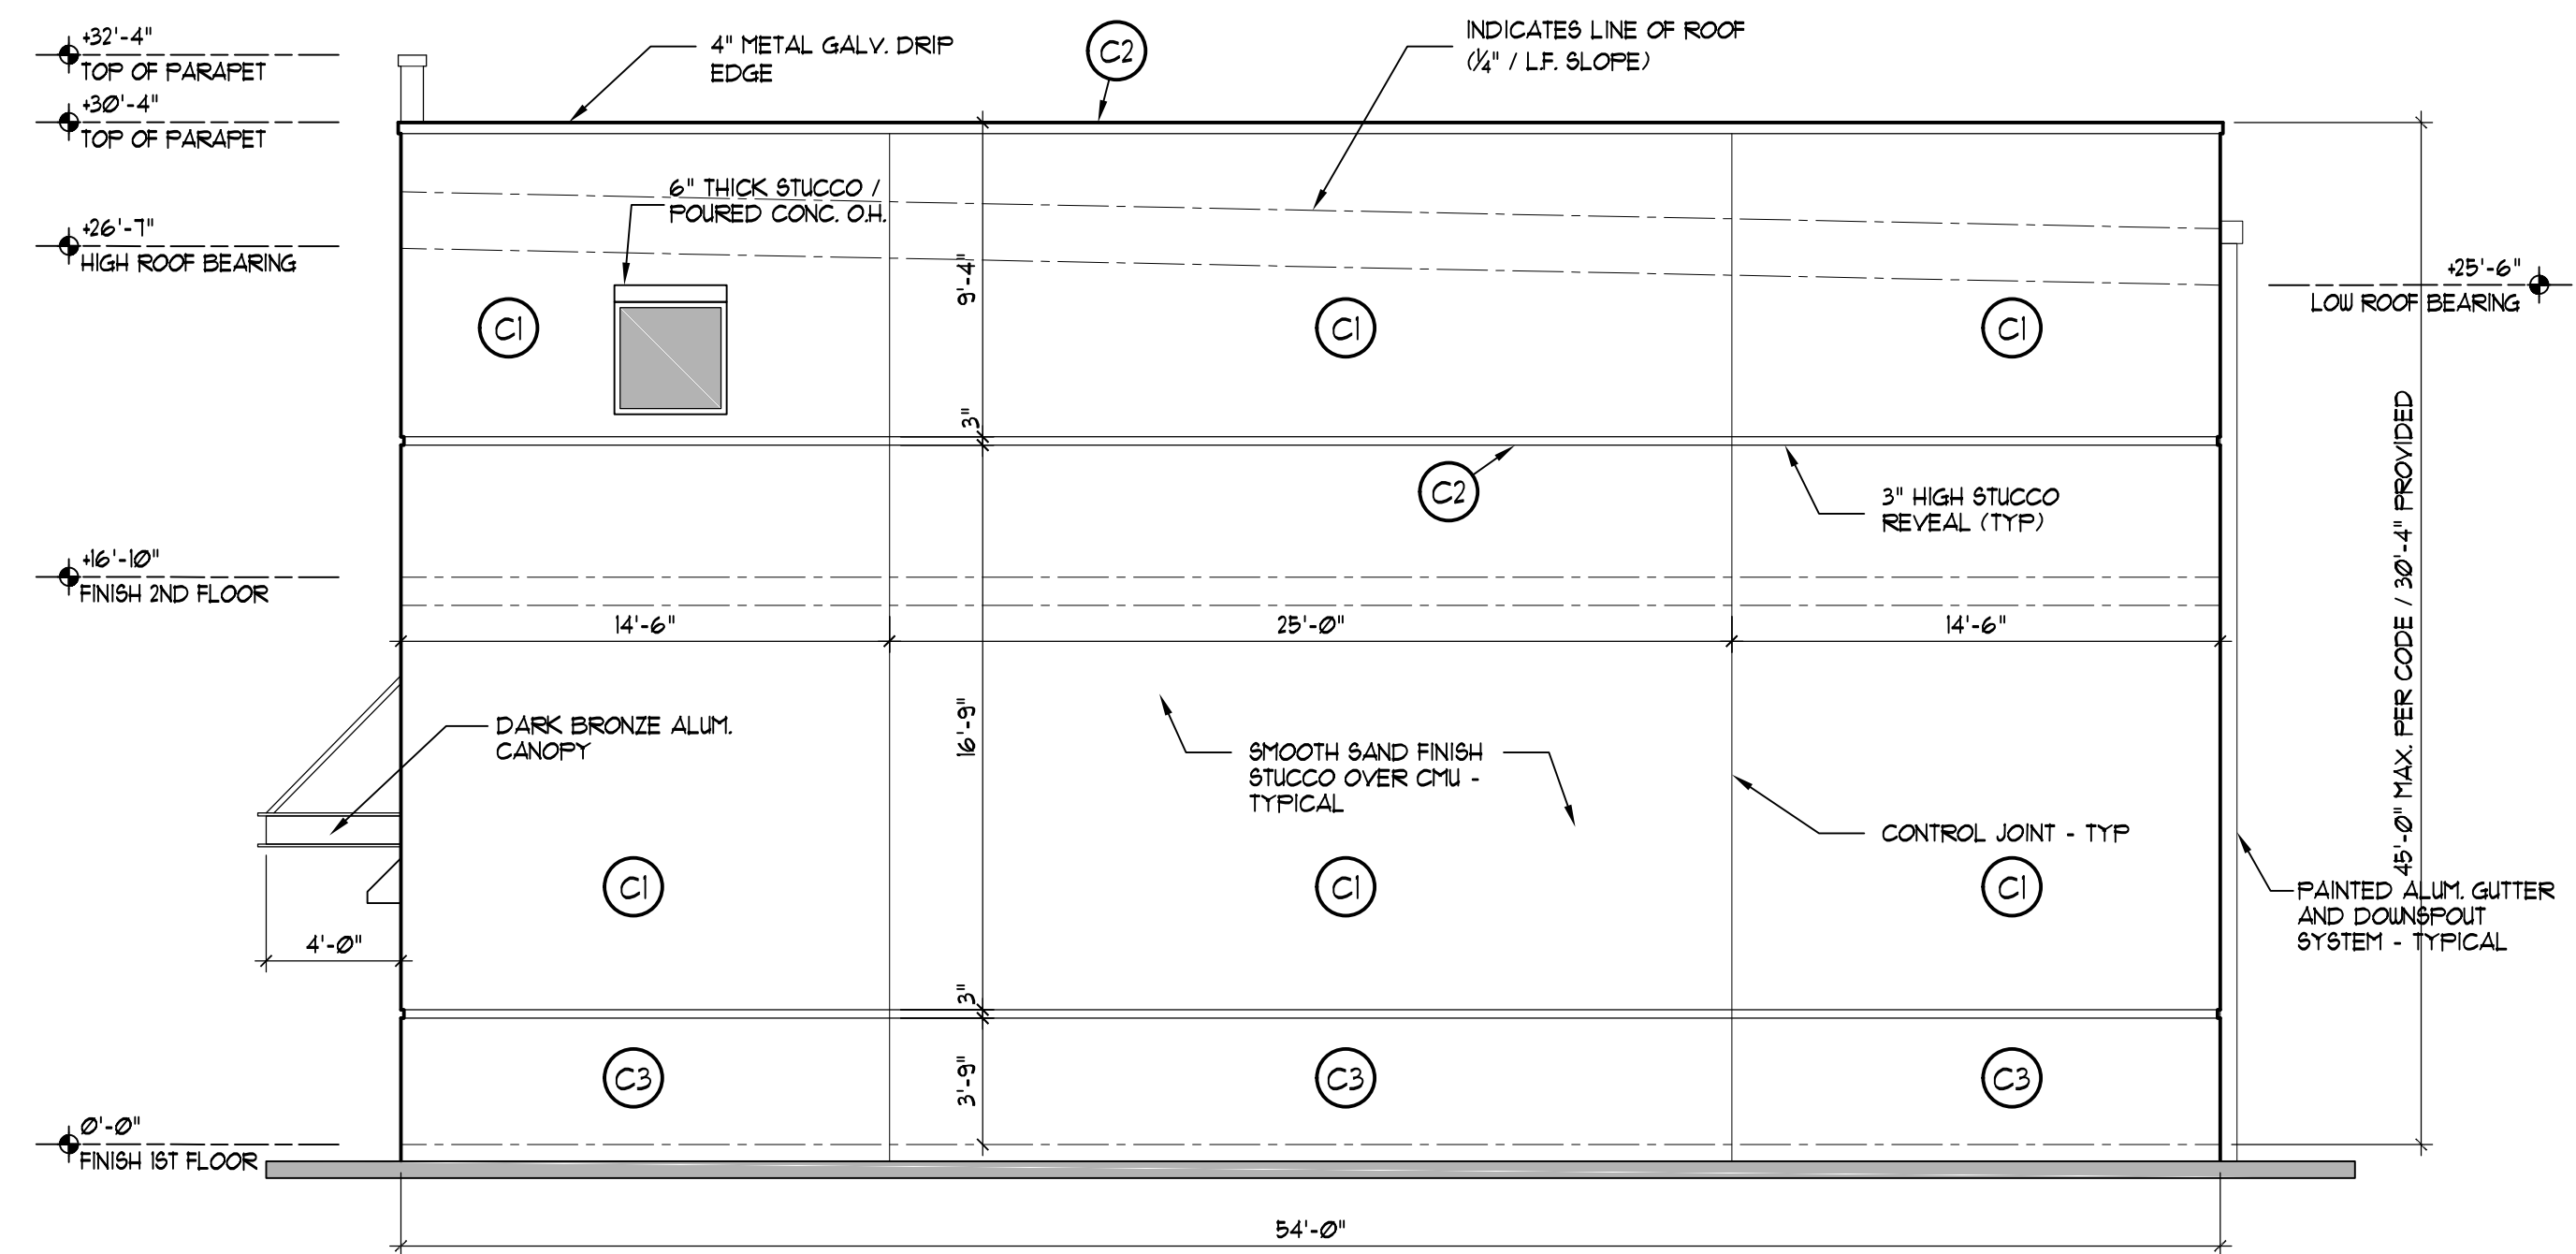 +32'-4"
TOP OF PARAPET
+30'-4"
TOP OF PARAPET
+26'-7"
HIGH ROOF BEARING
+16'-10"
FINISH 2ND FLOOR
0'-0"
FINISH 1ST FLOOR
4" METAL GALV. DRIP
EDGE
C2
INDICATES LINE OF ROOF
(1/4" / L.F. SLOPE)
6" THICK STUCCO /
POURED CONC. O.H.
9'-4"
C1
C1
C1
+25'-6"
LOW ROOF BEARING
3"
C2
3" HIGH STUCCO
REVEAL (TYP)
14'-6"
25'-0"
14'-6"
DARK BRONZE ALUM.
CANOPY
16'-9"
SMOOTH SAND FINISH
STUCCO OVER CMU -
TYPICAL
CONTROL JOINT - TYP
45'-0" MAX. PER CODE / 30'-4" PROVIDED
C1
C1
C1
PAINTED ALUM. GUTTER
AND DOWNSPOUT
SYSTEM - TYPICAL
4'-0"
3"
C3
3'-9"
C3
C3
54'-0"